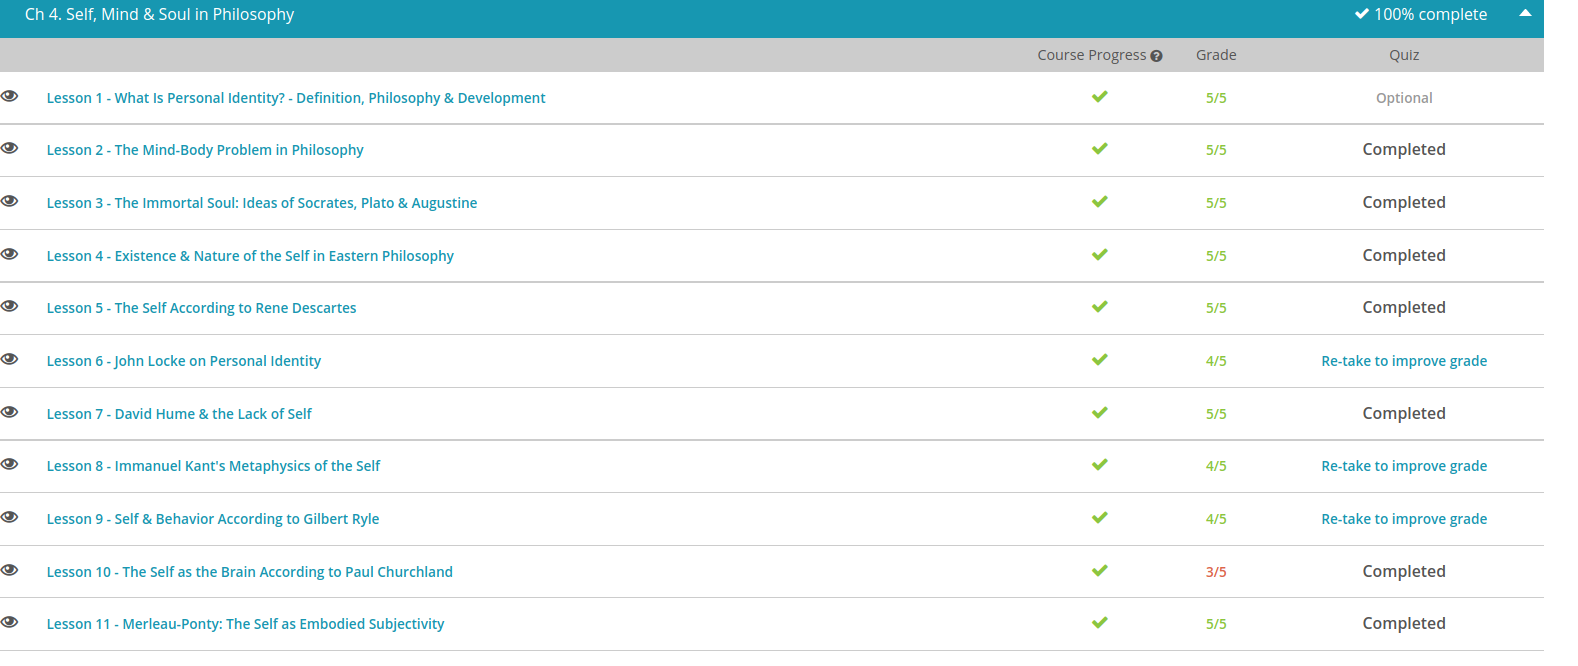 Ch 4. Self, Mind & Soul in Philosophy 100% complete
Course Progress Grade Quiz
Lesson 1 - What Is Personal Identity? - Definition, Philosophy & Development 5/5 Optional
Lesson 2 - The Mind-Body Problem in Philosophy 5/5 Completed
Lesson 3 - The Immortal Soul: Ideas of Socrates, Plato & Augustine 5/5 Completed
Lesson 4 - Existence & Nature of the Self in Eastern Philosophy 5/5 Completed
Lesson 5 - The Self According to Rene Descartes 5/5 Completed
Lesson 6 - John Locke on Personal Identity 4/5 Re-take to improve grade
Lesson 7 - David Hume & the Lack of Self 5/5 Completed
Lesson 8 - Immanuel Kant's Metaphysics of the Self 4/5 Re-take to improve grade
Lesson 9 - Self & Behavior According to Gilbert Ryle 4/5 Re-take to improve grade
Lesson 10 - The Self as the Brain According to Paul Churchland 3/5 Completed
Lesson 11 - Merleau-Ponty: The Self as Embodied Subjectivity 5/5 Completed